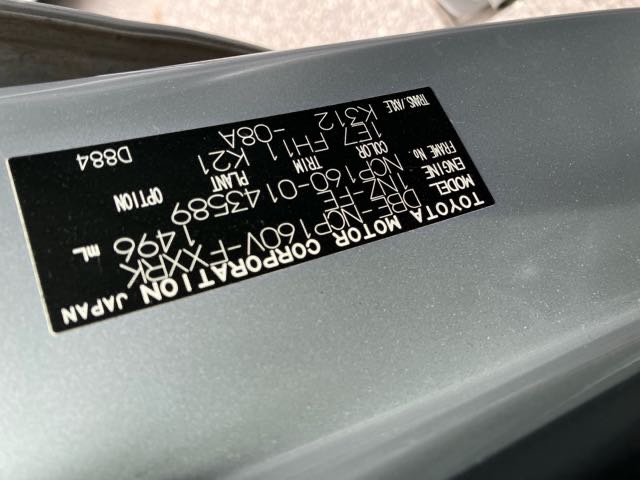 TOYOTA MOTOR CORPORATION JAPAN
MODEL DBE-NCP160V-FXXRK
ENGINE 1NZ-FE 1496 mL
FRAME No NCP160-0143589
COLOR TRIM PLANT OPTION
1E7 FH11 K21
TRANS./AXLE
K312 -08A D884